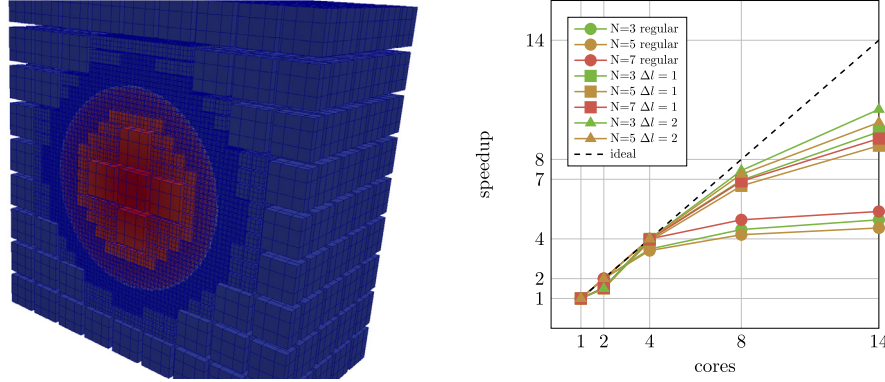 N=3 regular
N=5 regular
N=7 regular
N=3 Δl = 1
N=5 Δl = 1
N=7 Δl = 1
N=3 Δl = 2
N=5 Δl = 2
ideal
speedup
14
8
7
4
2
1
1 2 4 8 14
cores